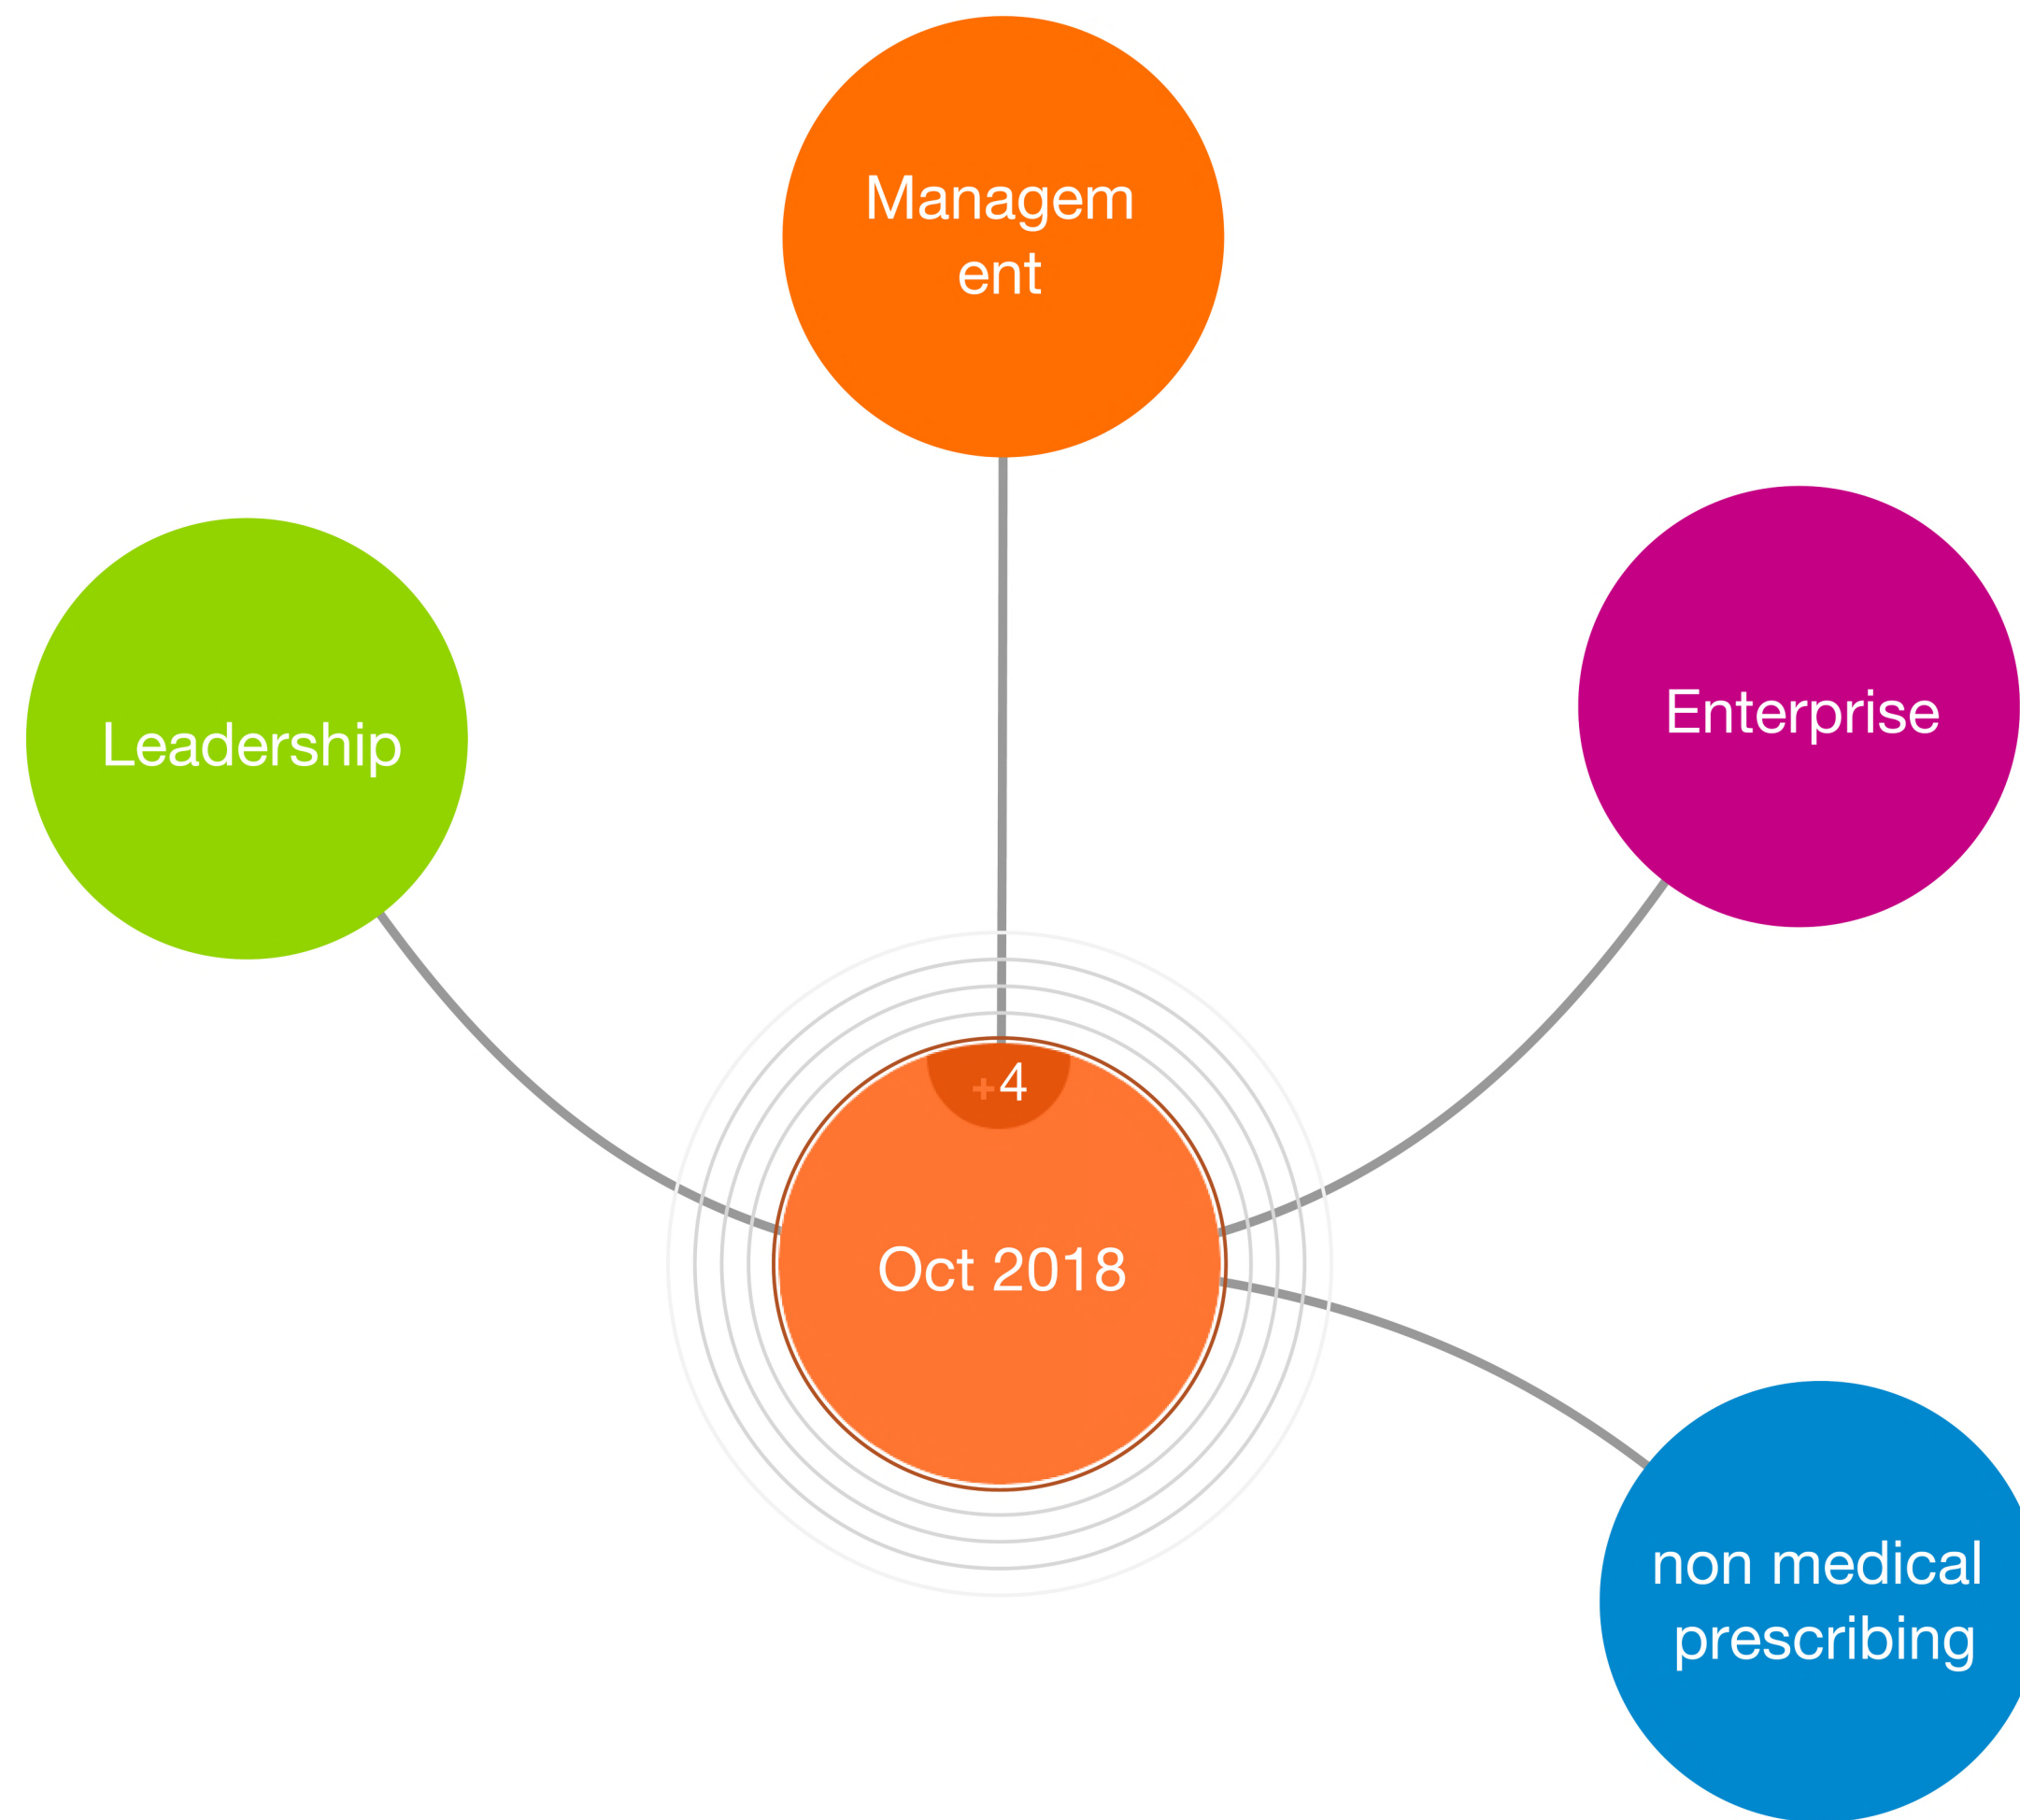 Managem
ent
Enterprise
Leadership
+4
Oct 2018
non medical
prescribing